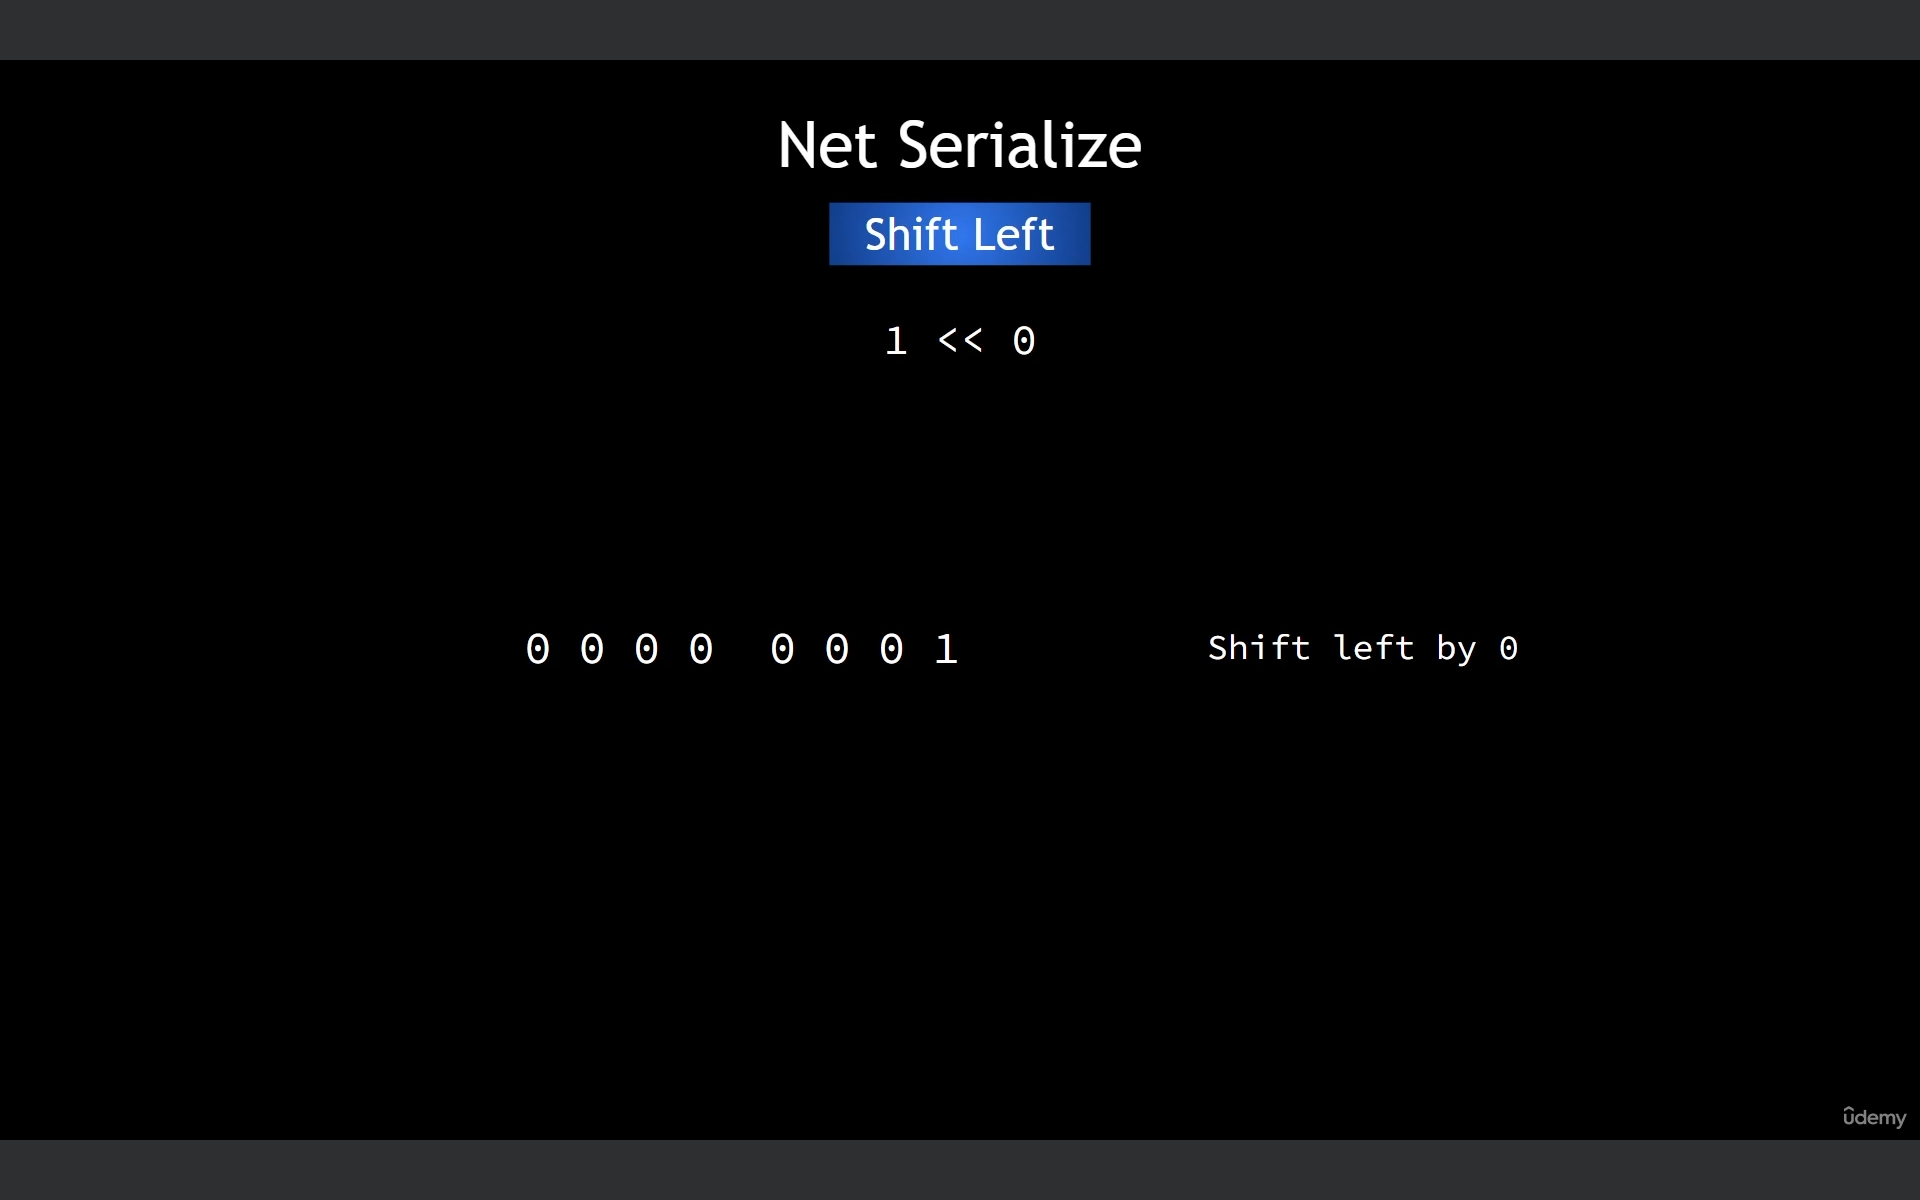 Net Serialize
Shift Left
1 << 0
0 0 0 0  0 0 0 1
Shift left by 0
ûdemy